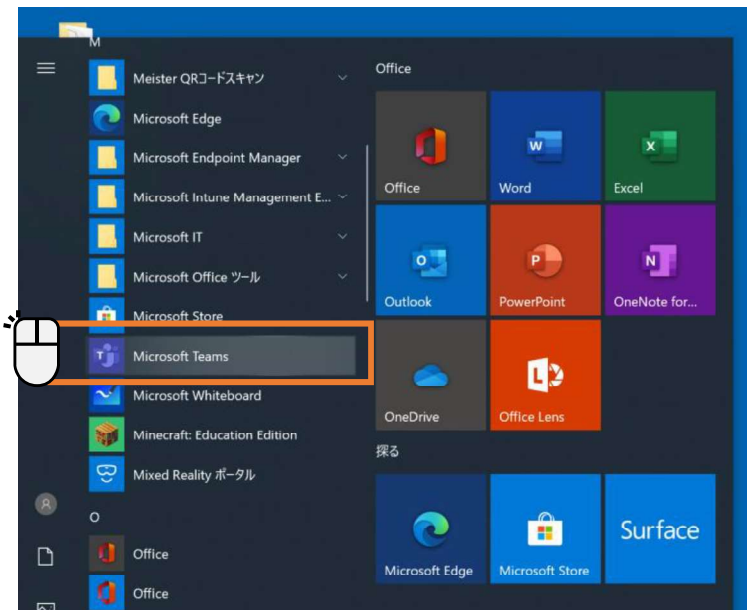 M
Meister QRコードスキャン
Microsoft Edge
Microsoft Endpoint Manager
Microsoft Intune Management E...
Microsoft IT
Microsoft Office ツール
Microsoft Store
Microsoft Teams
Microsoft Whiteboard
Minecraft: Education Edition
Mixed Reality ポータル
O
Office
Office
Office
Office
Word
Excel
Outlook
PowerPoint
OneNote for...
OneDrive
Office Lens
探る
Microsoft Edge
Microsoft Store
Surface
Surface